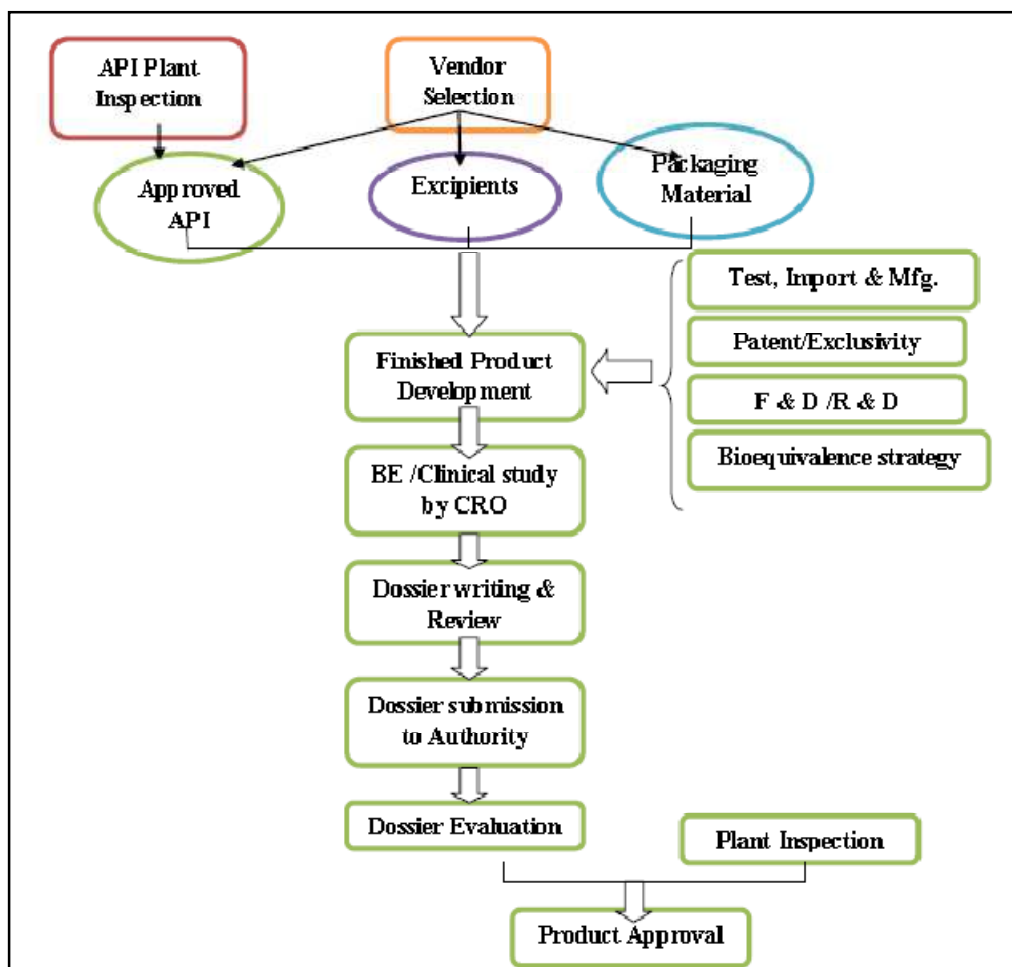 API Plant
Inspection
Vendor
Selection
Approved
API
Excipients
Packaging
Material
Test, Import & Mfg.
Patent/Exclusivity
F & D /R & D
Bioequivalence strategy
Finished Product
Development
BE /Clinical study
by CRO
Dossier writing &
Review
Dossier submission
to Authority
Dossier Evaluation
Plant Inspection
Product Approval